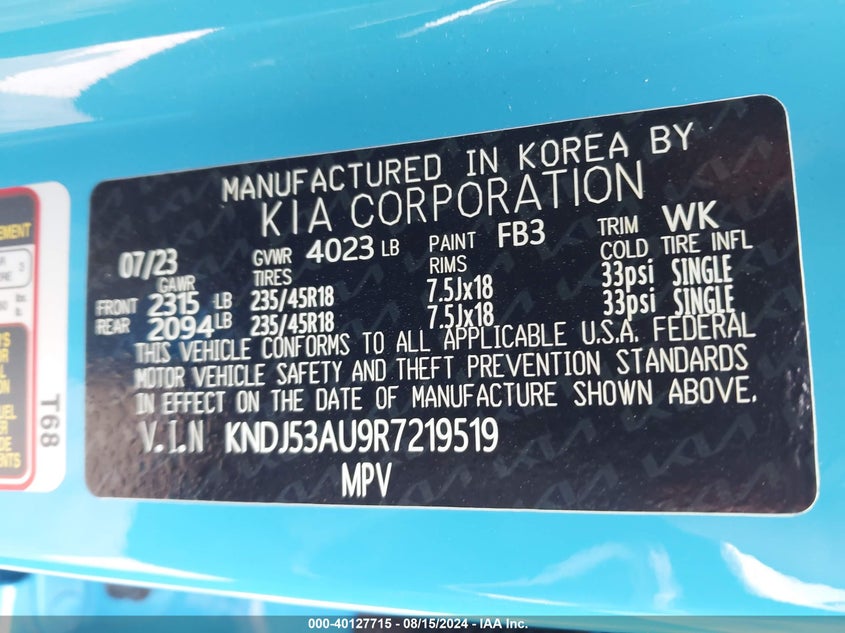 MANUFACTURED IN KOREA BY
KIA CORPORATION
07/23 GVWR 4023 LB PAINT FB3 TRIM WK
GAWR TIRES RIMS COLD TIRE INFL
FRONT 2315 LB 235/45R18 7.5Jx18 33psi SINGLE
REAR 2094 LB 235/45R18 7.5Jx18 33psi SINGLE
THIS VEHICLE CONFORMS TO ALL APPLICABLE U.S.A. FEDERAL
MOTOR VEHICLE SAFETY AND THEFT PREVENTION STANDARDS
IN EFFECT ON THE DATE OF MANUFACTURE SHOWN ABOVE.
V.I.N KNDJ53AU9R7219519
MPV
T68
000-40127715 - 08/15/2024 - IAA Inc.